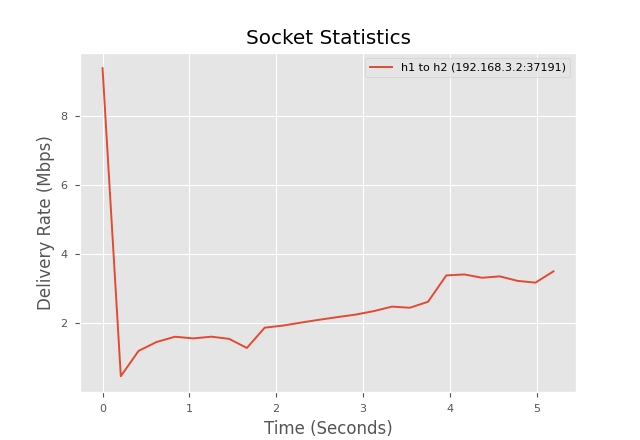 Socket Statistics
h1 to h2 (192.168.3.2:37191)
Delivery Rate (Mbps)
8
6
4
2
0 1 2 3 4 5
Time (Seconds)